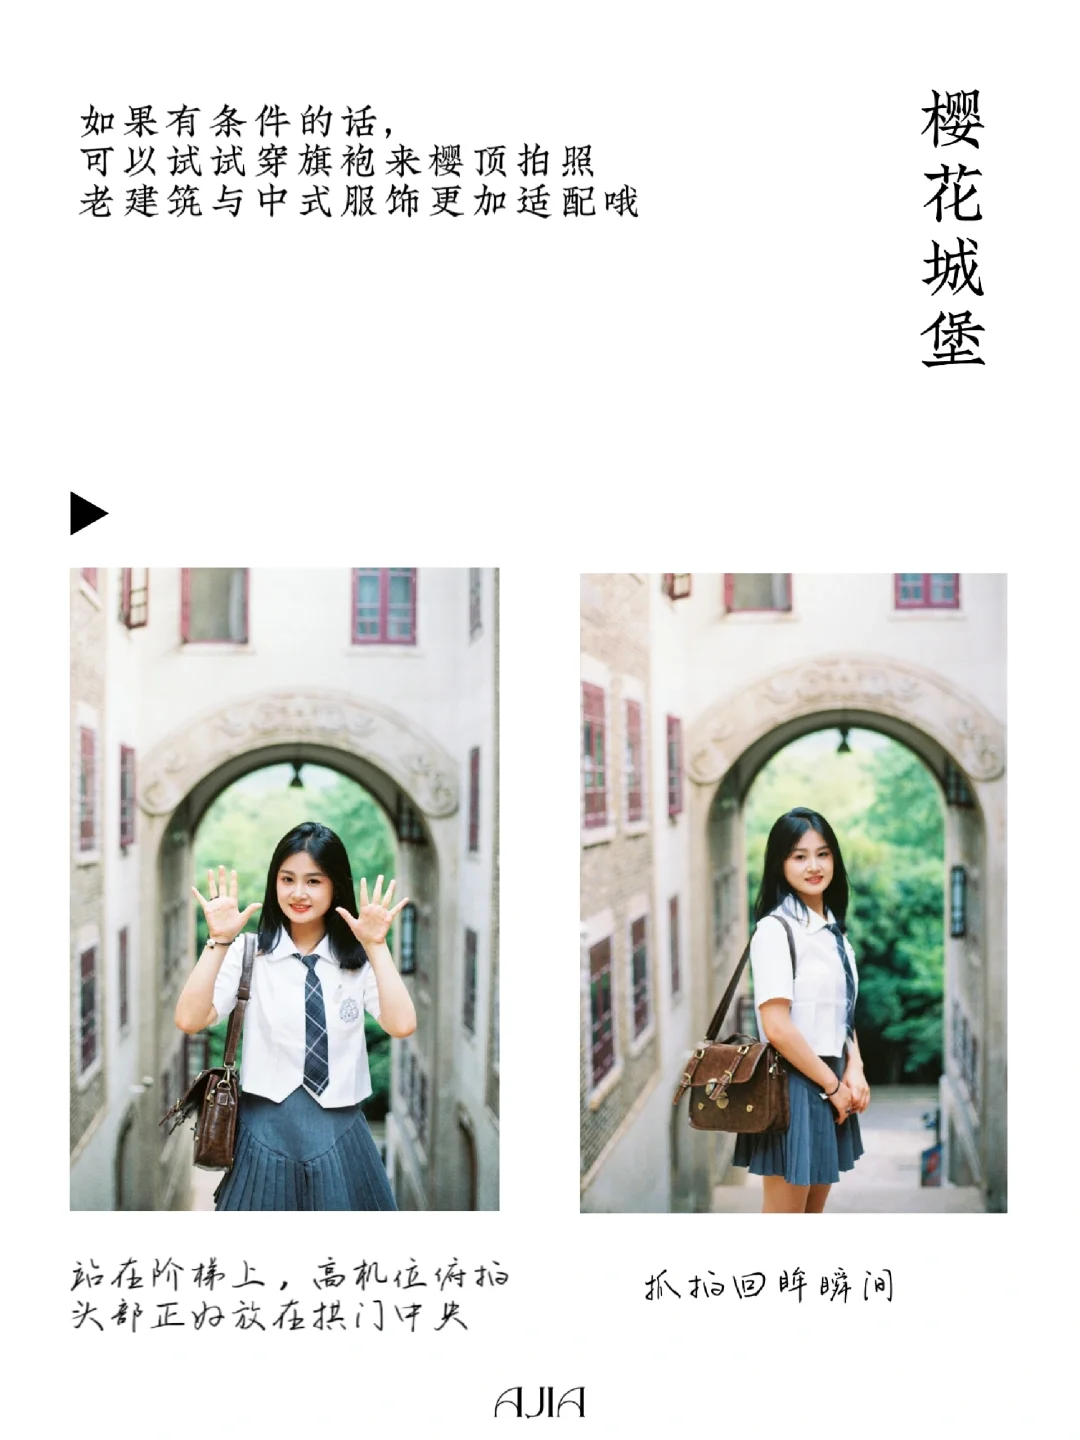 如果有条件的话,
可以试试穿旗袍来樱顶拍照
老建筑与中式服饰更加适配哦
樱花城堡
站在阶梯上，高机位俯拍
头部正好放在拱门中央
抓拍回眸瞬间
AJIA